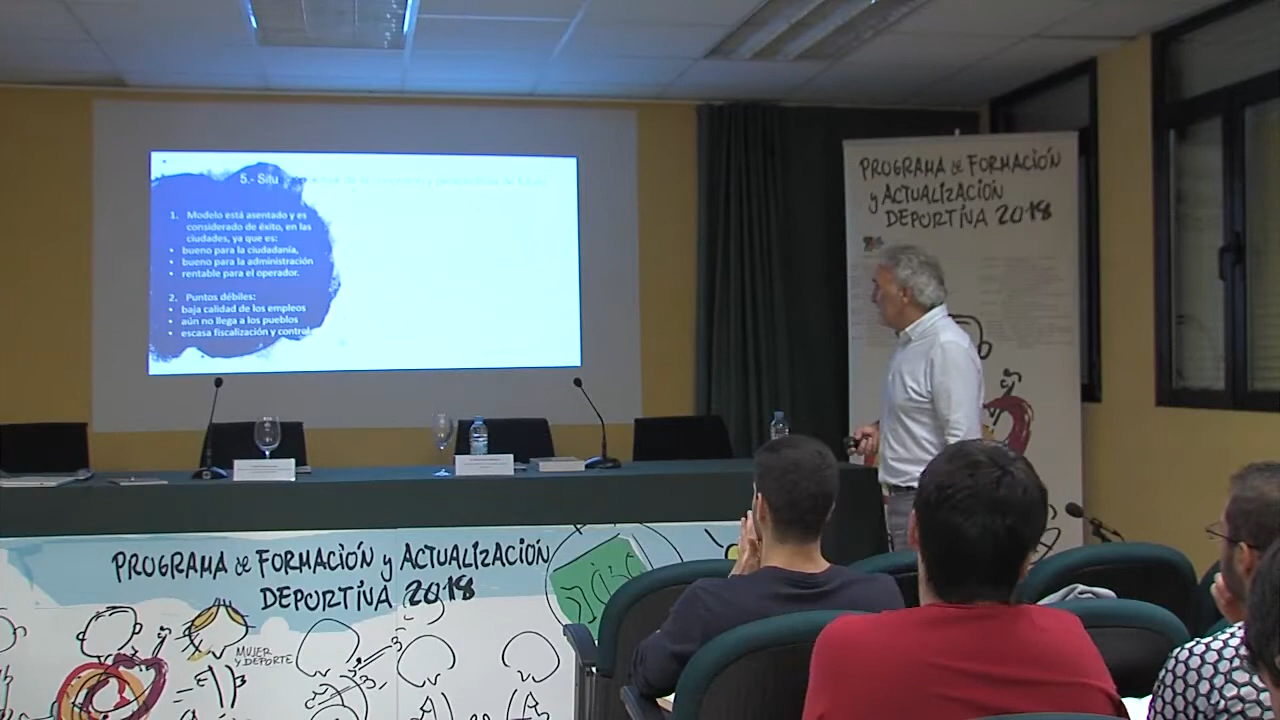 5.- Situ
1. Modelo está asentado y es
considerado de éxito, en las
ciudades, ya que es:
• bueno para la ciudadanía,
• bueno para la administración
• rentable para el operador.
2. Puntos débiles:
• baja calidad de los empleos
• aún no llega a los pueblos
• escasa fiscalización y control
PROGRAMA de FORMACIÓN
y ACTUALIZACIÓN
DEPORTIVA 2018
PROGRAMA de FORMACIÓN y ACTUALIZACIÓN
DEPORTIVA 2018
MUJER
y DEPORTE